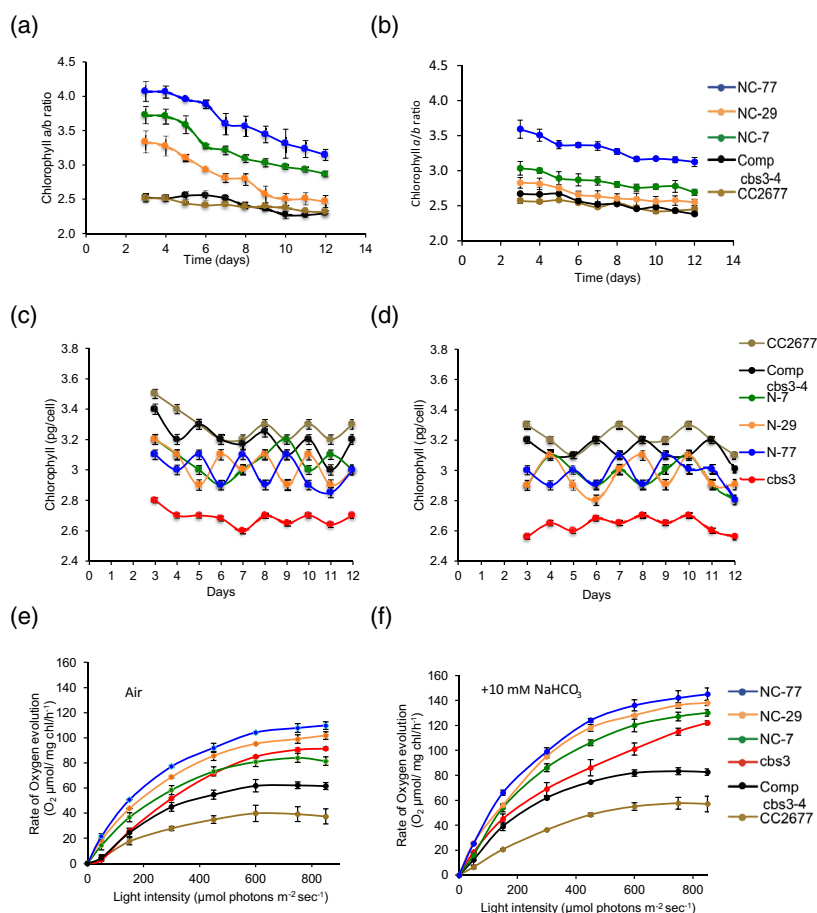 (a)
Chlorophyll a/b ratio
4.5
4.0
3.5
3.0
2.5
2.0
0 2 4 6 8 10 12 14
Time (days)
(b)
Chlorophyll a/b ratio
4.5
4.0
3.5
3.0
2.5
2.0
0 2 4 6 8 10 12 14
Time (days)
NC-77
NC-29
NC-7
Comp
cbs3-4
CC2677
(c)
Chlorophyll (pg/cell)
3.8
3.6
3.4
3.2
3
2.8
2.6
2.4
0 1 2 3 4 5 6 7 8 9 10 11 12
Days
(d)
Chlorophyll (pg/cell)
3.8
3.6
3.4
3.2
3
2.8
2.6
2.4
0 1 2 3 4 5 6 7 8 9 10 11 12
Days
CC2677
Comp
cbs3-4
N-7
N-29
N-77
cbs3
(e)
Rate of Oxygen evolution
(O2 µmol/ mg chl/h-1)
160
140
120
100
80
60
40
20
0
Air
0 200 400 600 800
Light intensity (µmol photons m-2 sec-1)
(f)
Rate of Oxygen evolution
(O2 µmol/ mg chl/h-1)
160
140
120
100
80
60
40
20
0
+10 mM NaHCO3
0 200 400 600 800
Light intensity (µmol photons m-2 sec-1)
NC-77
NC-29
NC-7
cbs3
Comp
cbs3-4
CC2677